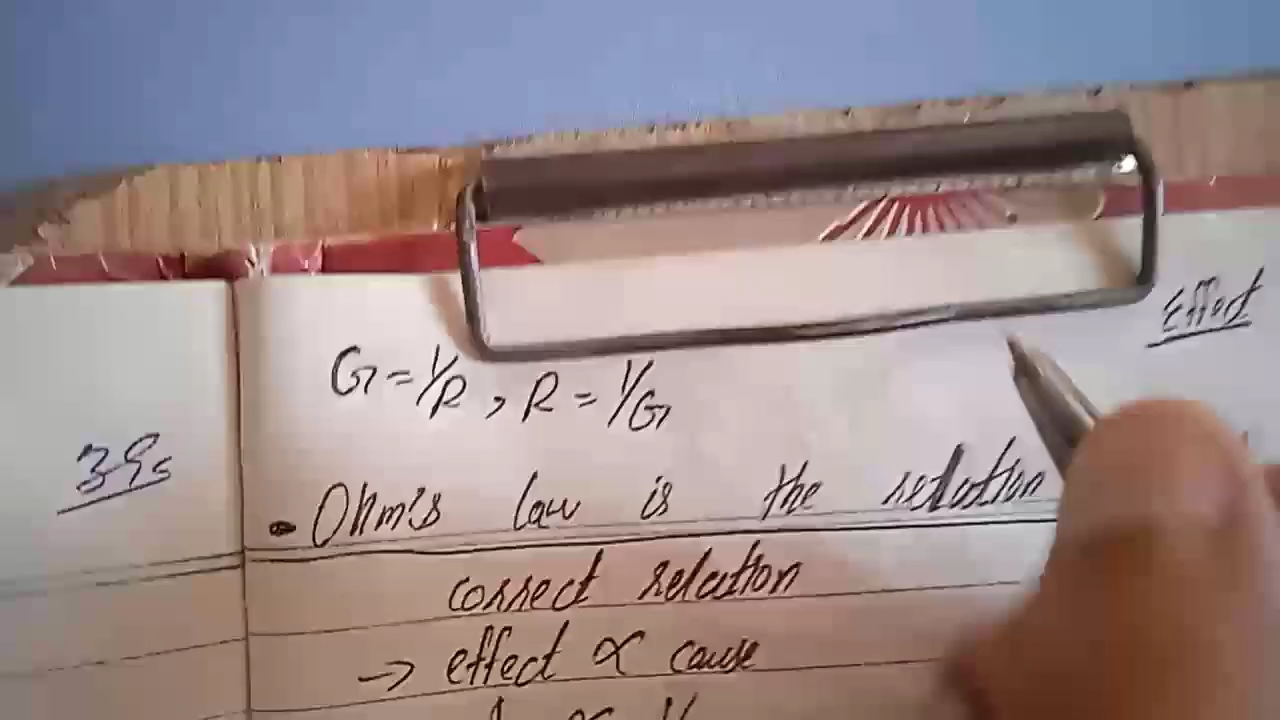 Effect
G = 1/R , R = 1/G
39s
• Ohm's law is the relation
correct relation
→ effect ∝ cause
∝ V